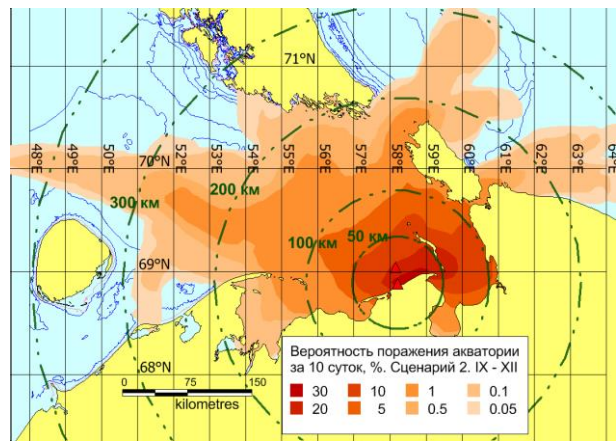 71°N
48°E
49°E
50°E
52°E
53°E
54°E
55°E
57°E
58°E
59°E
60°E
61°E
62°E
63°E
64°E
70°N
300 км
200 км
100 км
50 км
69°N
68°N
Вероятность поражения акватории
за 10 суток, %. Сценарий 2. IX - XII
30 10 1 0.1
20 5 0.5 0.05
0 75 150
kilometres